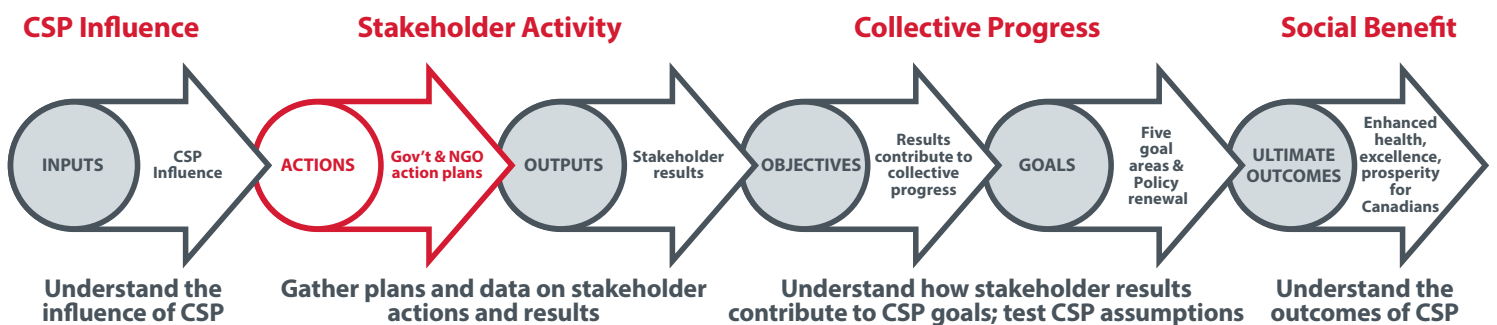 CSP Influence
Stakeholder Activity
Collective Progress
Social Benefit
INPUTS
CSP
Influence
ACTIONS
Gov't & NGO
action plans
OUTPUTS
Stakeholder
results
OBJECTIVES
Results
contribute to
collective
progress
GOALS
Five
goal
areas &
Policy
renewal
ULTIMATE
OUTCOMES
Enhanced
health,
excellence,
prosperity
for
Canadians
Understand the
influence of CSP
Gather plans and data on stakeholder
actions and results
Understand how stakeholder results
contribute to CSP goals; test CSP assumptions
Understand the
outcomes of CSP